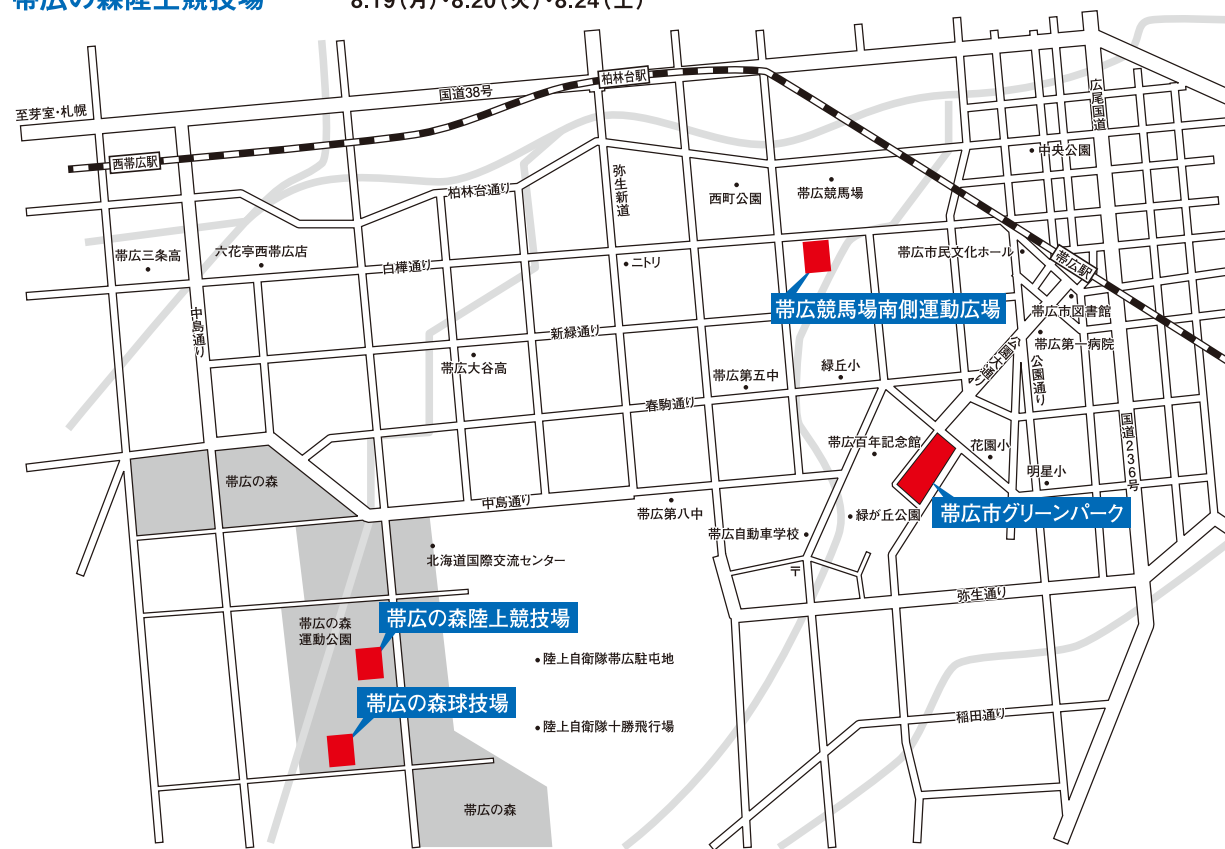 帯広の森陸上競技場 8.19(月)・8.20(火)・8.24(土)
至芽室・札幌
国道38号
柏林台駅
広尾国道
西帯広駅
中央公園
柏林台通り
弥生新道
西町公園
帯広競馬場
帯広三条高
六花亭西帯広店
白樺通り
ニトリ
帯広市民文化ホール
帯広駅
帯広競馬場南側運動広場
帯広市図書館
中島通り
新緑通り
帯広第一病院
公園大通り
公園通り
帯広大谷高
帯広第五中
緑丘小
春駒通り
国道236号
帯広百年記念館
花園小
明星小
帯広の森
中島通り
帯広第八中
緑が丘公園
帯広市グリーンパーク
帯広自動車学校
〒
北海道国際交流センター
弥生通り
帯広の森
運動公園
帯広の森陸上競技場
陸上自衛隊帯広駐屯地
帯広の森球技場
陸上自衛隊十勝飛行場
稲田通り
帯広の森